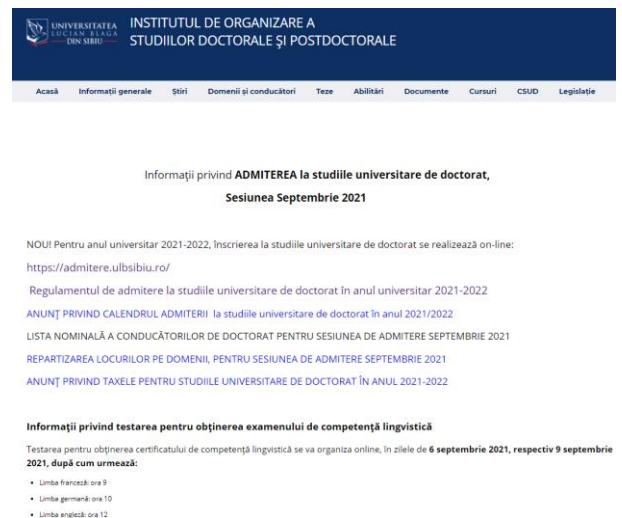 UNIVERSITATEA
LUCIAN BLAGA
DIN SIBIU
INSTITUTUL DE ORGANIZARE A
STUDIILOR DOCTORALE ŞI POSTDOCTORALE
Acasă Informații generale Știri Domenii și conducători Teze Abilitări Documente Cursuri CSUD Legislație
Informații privind ADMITEREA la studiile universitare de doctorat,
Sesiunea Septembrie 2021
NOU! Pentru anul universitar 2021-2022, înscrierea la studiile universitare de doctorat se realizează on-line:
https://admitere.ulbsibiu.ro/
Regulamentul de admitere la studiile universitare de doctorat în anul universitar 2021-2022
ANUNȚ PRIVIND CALENDRUL ADMITERII la studiile universitare de doctorat în anul 2021/2022
LISTA NOMINALĂ A CONDUCĂTORILOR DE DOCTORAT PENTRU SESIUNEA DE ADMITERE SEPTEMBRIE 2021
REPARTIZAREA LOCURILOR PE DOMENII, PENTRU SESIUNEA DE ADMITERE SEPTEMBRIE 2021
ANUNȚ PRIVIND TAXELE PENTRU STUDIILE UNIVERSITARE DE DOCTORAT ÎN ANUL 2021-2022
Informații privind testarea pentru obținerea examenului de competență lingvistică
Testarea pentru obținerea certificatului de competență lingvistică se va organiza online, în zilele de 6 septembrie 2021, respectiv 9 septembrie
2021, după cum urmează:
• Limba franceză: ora 9
• Limba germană: ora 10
• Limba engleză: ora 12